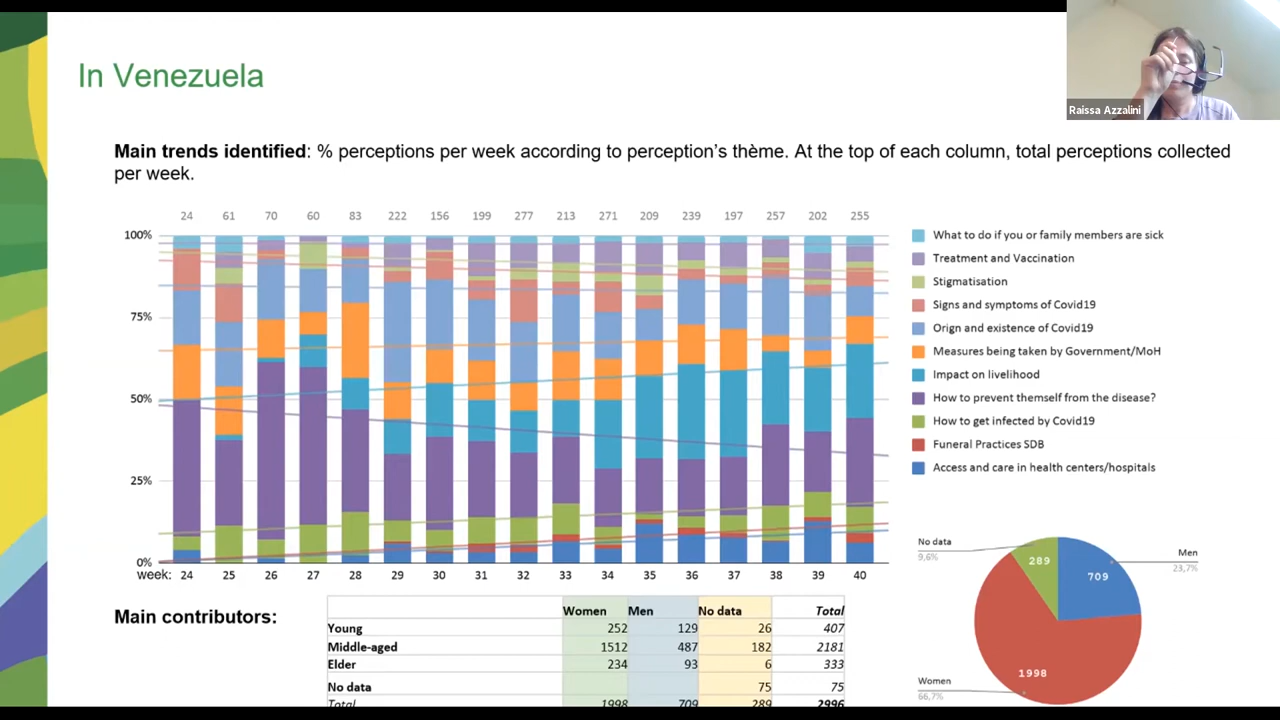 In Venezuela
Raissa Azzalini
Main trends identified: % perceptions per week according to perception's thème. At the top of each column, total perceptions collected
per week.
24 61 70 60 83 222 156 199 277 213 271 209 239 197 257 202 255
100%
75%
50%
25%
0%
week: 24 25 26 27 28 29 30 31 32 33 34 35 36 37 38 39 40
What to do if you or family members are sick
Treatment and Vaccination
Stigmatisation
Signs and symptoms of Covid19
Orign and existence of Covid19
Measures being taken by Government/MoH
Impact on livelihood
How to prevent themself from the disease?
How to get infected by Covid19
Funeral Practices SDB
Access and care in health centers/hospitals
Main contributors:
Women Men No data Total
Young 252 129 26 407
Middle-aged 1512 487 182 2181
Elder 234 93 6 333
No data 75 75
Total 1998 709 289 2996
No data
9,6%
289
Men
23,7%
709
1998
Women
66,7%